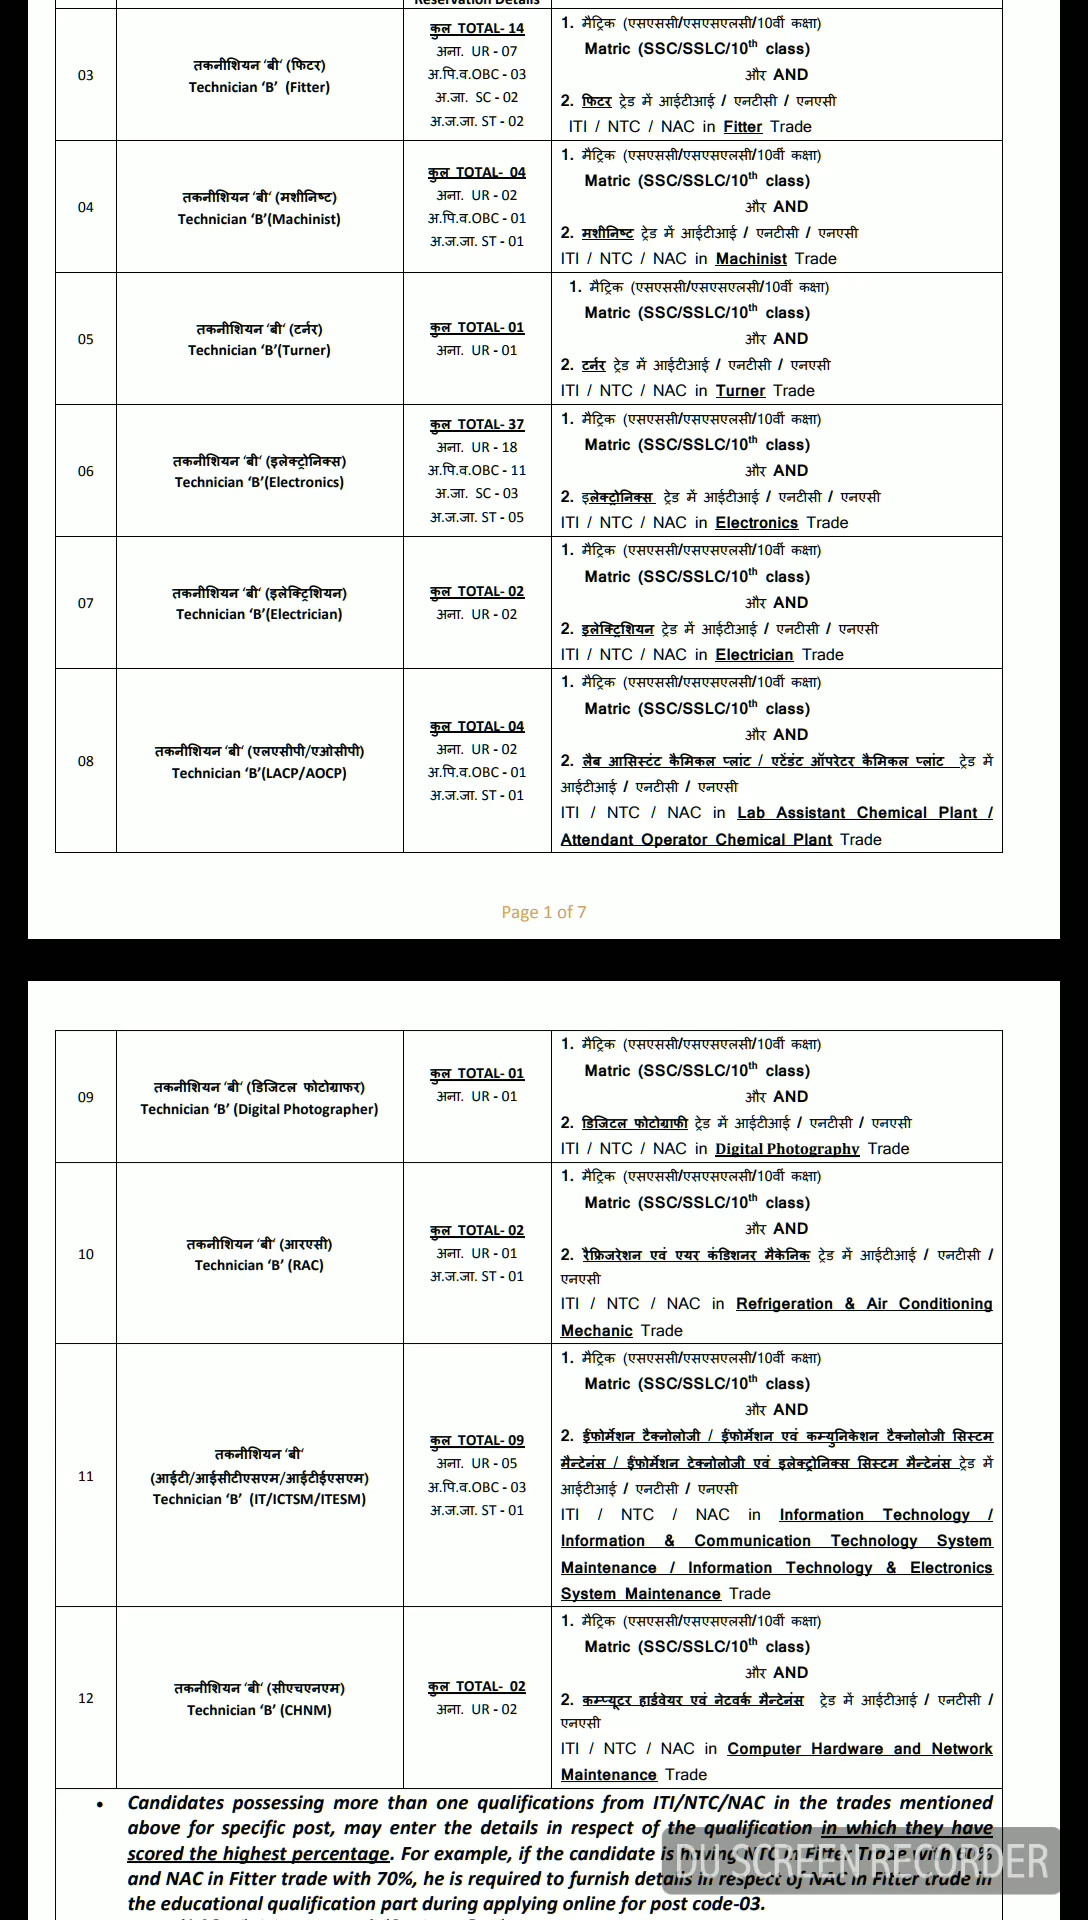 Reservation Details
03
तकनीशियन ‘बी‘ (फिटर)
Technician ‘B’ (Fitter)
कुल TOTAL- 14
अना. UR - 07
अ.पि.व.OBC - 03
अ.जा. SC - 02
अ.ज.जा. ST - 02
1. मैट्रिक (एसएससी/एसएसएलसी/10वीं कक्षा)
Matric (SSC/SSLC/10th class)
और AND
2. फिटर ट्रेड में आईटीआई / एनटीसी / एनएसी
ITI / NTC / NAC in Fitter Trade
04
तकनीशियन ‘बी‘ (मशीनिष्ट)
Technician ‘B’(Machinist)
कुल TOTAL- 04
अना. UR - 02
अ.पि.व.OBC - 01
अ.ज.जा. ST - 01
1. मैट्रिक (एसएससी/एसएसएलसी/10वीं कक्षा)
Matric (SSC/SSLC/10th class)
और AND
2. मशीनिष्ट ट्रेड में आईटीआई / एनटीसी / एनएसी
ITI / NTC / NAC in Machinist Trade
05
तकनीशियन ‘बी‘ (टर्नर)
Technician ‘B’(Turner)
कुल TOTAL- 01
अना. UR - 01
1. मैट्रिक (एसएससी/एसएसएलसी/10वीं कक्षा)
Matric (SSC/SSLC/10th class)
और AND
2. टर्नर ट्रेड में आईटीआई / एनटीसी / एनएसी
ITI / NTC / NAC in Turner Trade
06
तकनीशियन ‘बी‘ (इलेक्ट्रोनिक्स)
Technician ‘B’(Electronics)
कुल TOTAL- 37
अना. UR - 18
अ.पि.व.OBC - 11
अ.जा. SC - 03
अ.ज.जा. ST - 05
1. मैट्रिक (एसएससी/एसएसएलसी/10वीं कक्षा)
Matric (SSC/SSLC/10th class)
और AND
2. इलेक्ट्रोनिक्स ट्रेड में आईटीआई / एनटीसी / एनएसी
ITI / NTC / NAC in Electronics Trade
07
तकनीशियन ‘बी‘ (इलेक्ट्रिशियन)
Technician ‘B’(Electrician)
कुल TOTAL- 02
अना. UR - 02
1. मैट्रिक (एसएससी/एसएसएलसी/10वीं कक्षा)
Matric (SSC/SSLC/10th class)
और AND
2. इलेक्ट्रिशियन ट्रेड में आईटीआई / एनटीसी / एनएसी
ITI / NTC / NAC in Electrician Trade
08
तकनीशियन ‘बी‘ (एलएसीपी/एओसीपी)
Technician ‘B’(LACP/AOCP)
कुल TOTAL- 04
अना. UR - 02
अ.पि.व.OBC - 01
अ.ज.जा. ST - 01
1. मैट्रिक (एसएससी/एसएसएलसी/10वीं कक्षा)
Matric (SSC/SSLC/10th class)
और AND
2. लैब आसिस्टंट कैमिकल प्लांट / एटेंडंट ऑपरेटर कैमिकल प्लांट ट्रेड में
आईटीआई / एनटीसी / एनएसी
ITI / NTC / NAC in Lab Assistant Chemical Plant /
Attendant Operator Chemical Plant Trade
Page 1 of 7
09
तकनीशियन ‘बी‘ (डिजिटल फोटोग्राफर)
Technician ‘B’ (Digital Photographer)
कुल TOTAL- 01
अना. UR - 01
1. मैट्रिक (एसएससी/एसएसएलसी/10वीं कक्षा)
Matric (SSC/SSLC/10th class)
और AND
2. डिजिटल फोटोग्राफी ट्रेड में आईटीआई / एनटीसी / एनएसी
ITI / NTC / NAC in Digital Photography Trade
10
तकनीशियन ‘बी‘ (आरएसी)
Technician ‘B’ (RAC)
कुल TOTAL- 02
अना. UR - 01
अ.ज.जा. ST - 01
1. मैट्रिक (एसएससी/एसएसएलसी/10वीं कक्षा)
Matric (SSC/SSLC/10th class)
और AND
2. रैफ्रिजरेशन एवं एयर कंडिशनर मैकेनिक ट्रेड में आईटीआई / एनटीसी /
एनएसी
ITI / NTC / NAC in Refrigeration & Air Conditioning
Mechanic Trade
11
तकनीशियन ‘बी‘
(आईटी/आईसीटीएसएम/आईटीईएसएम)
Technician ‘B’ (IT/ICTSM/ITESM)
कुल TOTAL- 09
अना. UR - 05
अ.पि.व.OBC - 03
अ.ज.जा. ST - 01
1. मैट्रिक (एसएससी/एसएसएलसी/10वीं कक्षा)
Matric (SSC/SSLC/10th class)
और AND
2. ईफोर्मेशन टैक्नोलोजी / ईफोर्मेशन एवं कम्युनिकेशन टैक्नोलोजी सिस्टम
मैन्टेनंस / ईफोर्मेशन टेक्नोलोजी एवं इलेक्ट्रोनिक्स सिस्टम मैन्टेनंस ट्रेड में
आईटीआई / एनटीसी / एनएसी
ITI / NTC / NAC in Information Technology /
Information & Communication Technology System
Maintenance / Information Technology & Electronics
System Maintenance Trade
12
तकनीशियन ‘बी‘ (सीएचएनएम)
Technician ‘B’ (CHNM)
कुल TOTAL- 02
अना. UR - 02
1. मैट्रिक (एसएससी/एसएसएलसी/10वीं कक्षा)
Matric (SSC/SSLC/10th class)
और AND
2. कम्प्यूटर हार्डवेयर एवं नेटवर्क मैन्टेनंस ट्रेड में आईटीआई / एनटीसी /
एनएसी
ITI / NTC / NAC in Computer Hardware and Network
Maintenance Trade
• Candidates possessing more than one qualifications from ITI/NTC/NAC in the trades mentioned
above for specific post, may enter the details in respect of the qualification in which they have
scored the highest percentage. For example, if the candidate is having NTC in Fitter Trade with 60%
and NAC in Fitter trade with 70%, he is required to furnish details in respect of NAC in Fitter trade in
the educational qualification part during applying online for post code-03.
DU SCREEN RECORDER